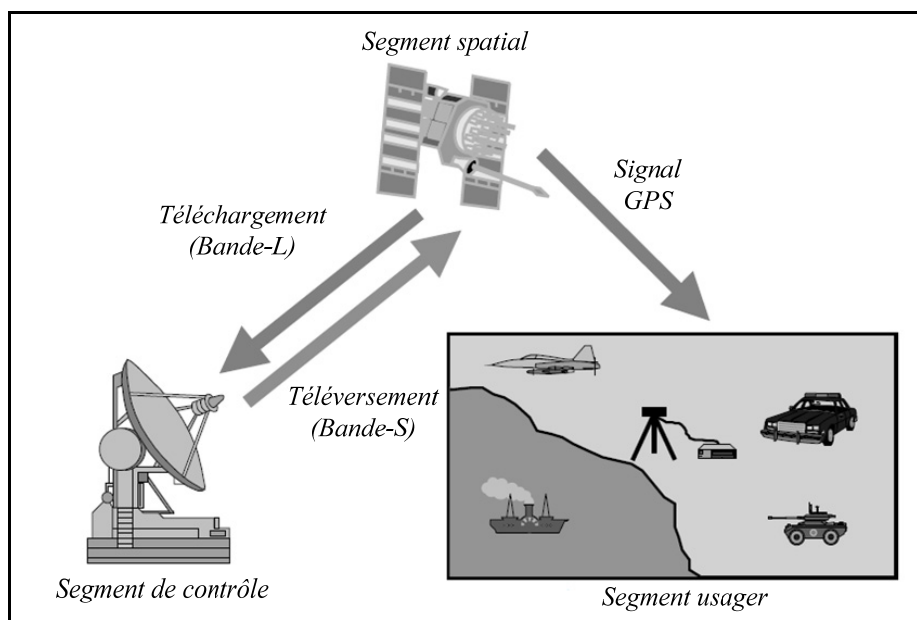 Segment spatial
Signal
GPS
Téléchargement
(Bande-L)
Téléversement
(Bande-S)
Segment de contrôle
Segment usager